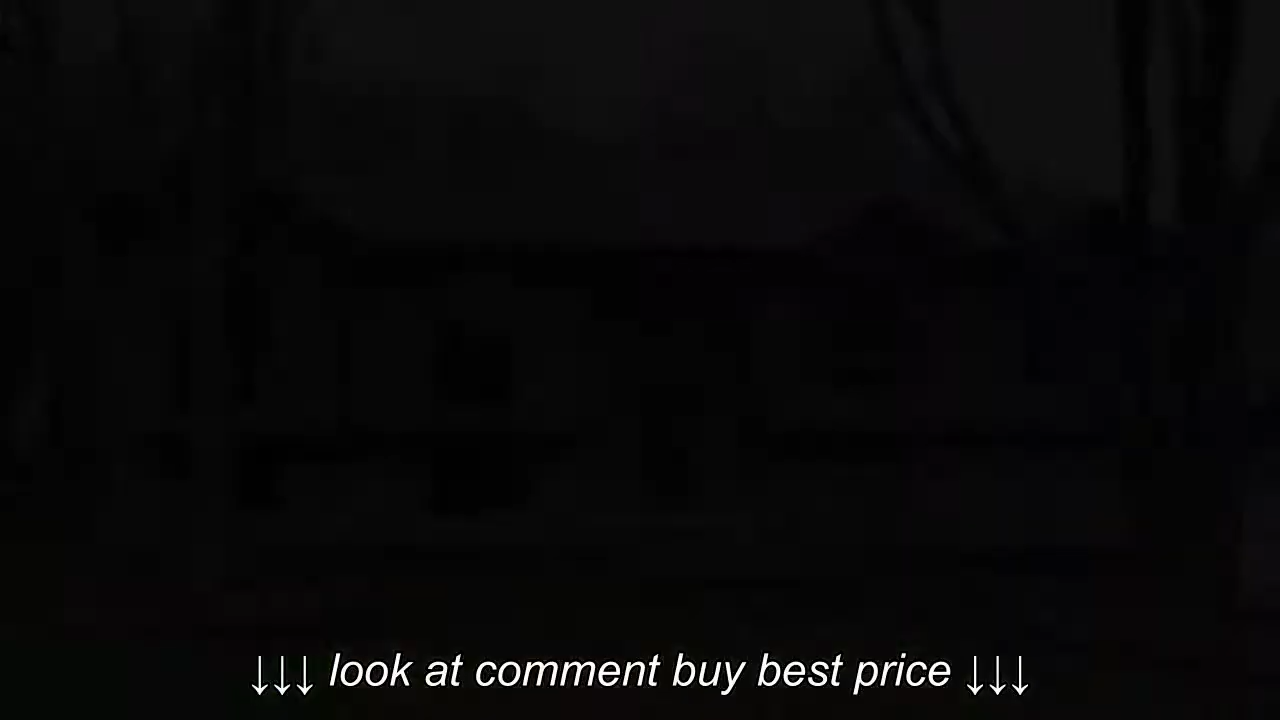 ↓↓↓ look at comment buy best price ↓↓↓